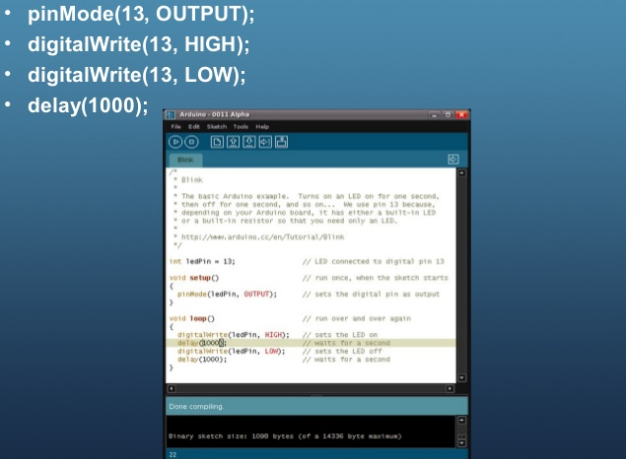 • pinMode(13, OUTPUT);
• digitalWrite(13, HIGH);
• digitalWrite(13, LOW);
• delay(1000);
Arduino - 0011 Alpha
File Edit Sketch Tools Help
Blink
/*
 * Blink
 *
 * The basic Arduino example.  Turns on an LED on for one second,
 * then off for one second, and so on...  We use pin 13 because,
 * depending on your Arduino board, it has either a built-in LED
 * or a built-in resistor so that you need only an LED.
 *
 * http://www.arduino.cc/en/Tutorial/Blink
 */
int ledPin = 13;                // LED connected to digital pin 13
void setup()                    // run once, when the sketch starts
{
  pinMode(ledPin, OUTPUT);      // sets the digital pin as output
}
void loop()                     // run over and over again
{
  digitalWrite(ledPin, HIGH);   // sets the LED on
  delay(1000);                  // waits for a second
  digitalWrite(ledPin, LOW);    // sets the LED off
  delay(1000);                  // waits for a second
}
Done compiling.
Binary sketch size: 1098 bytes (of a 14336 byte maximum)
22